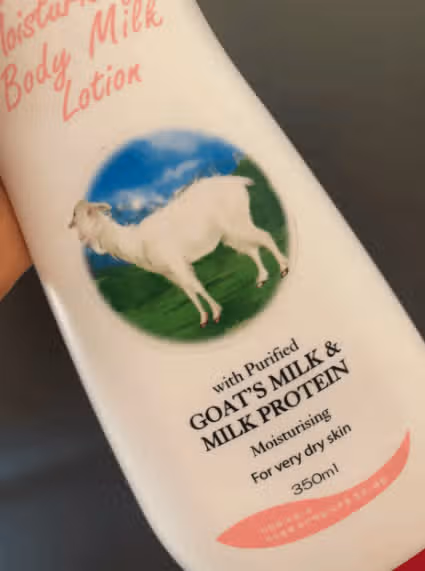 Body Milk
Lotion
with Purified
GOAT'S MILK &
MILK PROTEIN
Moisturising
For very dry skin
350ml